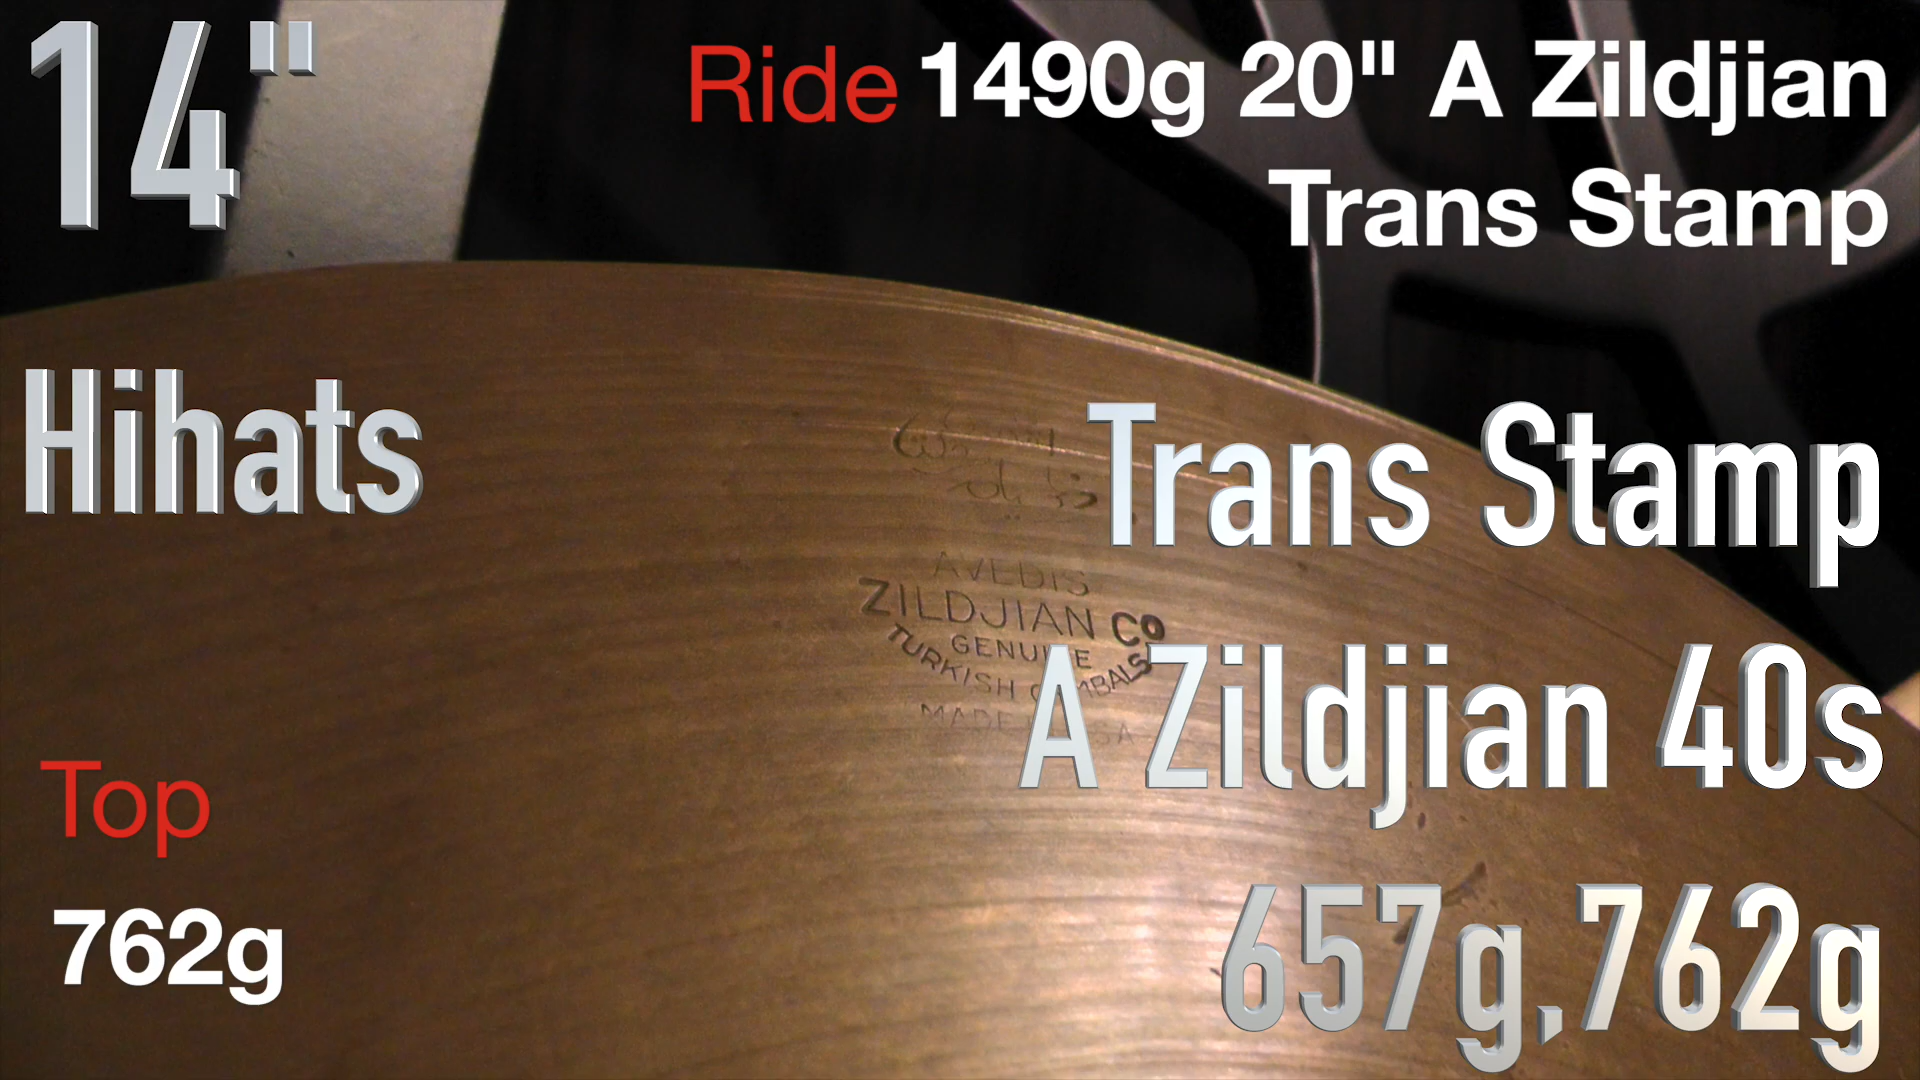 14"
Ride 1490g 20" A Zildjian
Trans Stamp
Hihats
Trans Stamp
AVEDIS
ZILDJIAN CO
GENUINE
TURKISH CYMBALS
MADE
A Zildjian 40s
Top
762g
657g,762g